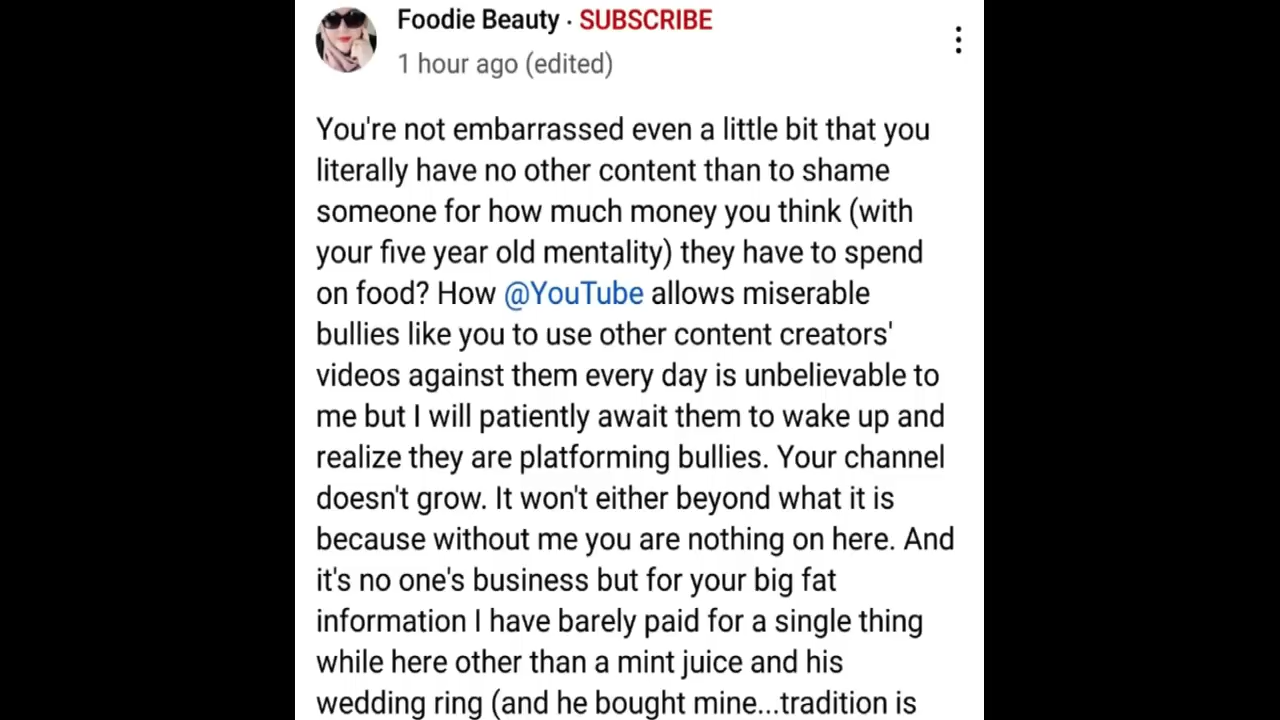 Foodie Beauty · SUBSCRIBE
1 hour ago (edited)
You're not embarrassed even a little bit that you
literally have no other content than to shame
someone for how much money you think (with
your five year old mentality) they have to spend
on food? How @YouTube allows miserable
bullies like you to use other content creators'
videos against them every day is unbelievable to
me but I will patiently await them to wake up and
realize they are platforming bullies. Your channel
doesn't grow. It won't either beyond what it is
because without me you are nothing on here. And
it's no one's business but for your big fat
information I have barely paid for a single thing
while here other than a mint juice and his
wedding ring (and he bought mine...tradition is